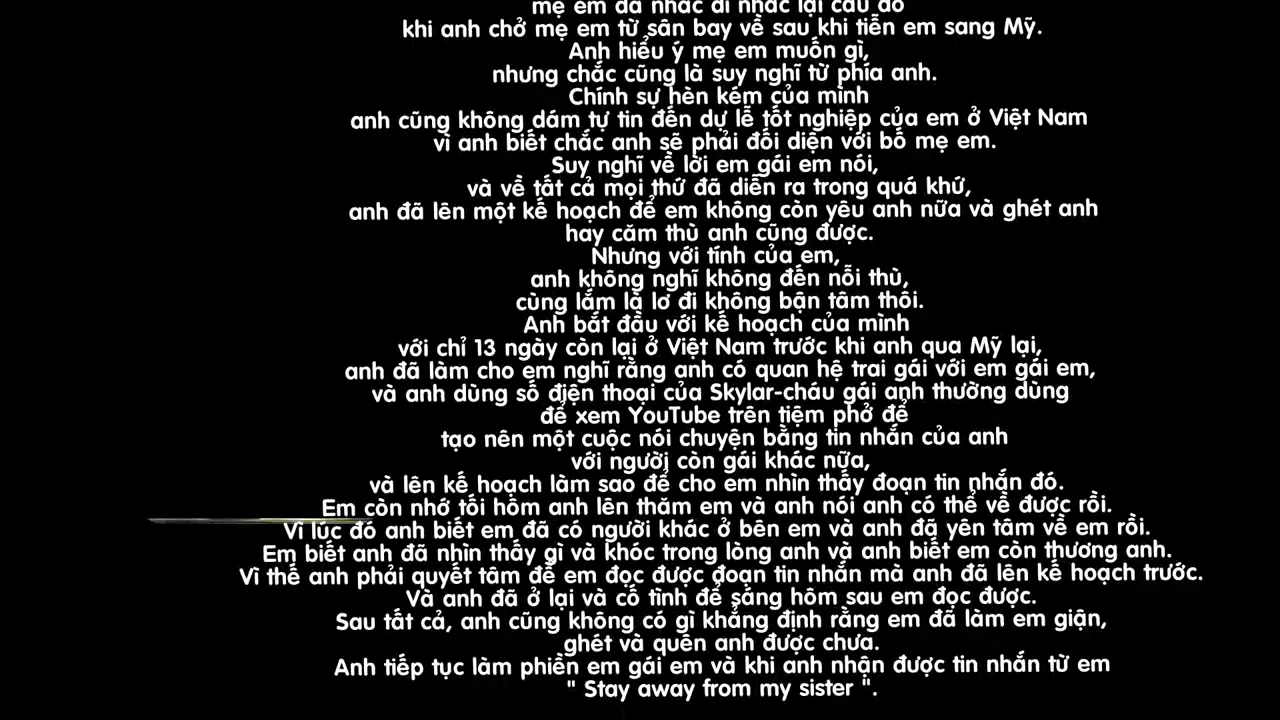 mẹ em đã nhắc đi nhắc lại câu đó
khi anh chở mẹ em từ sân bay về sau khi tiễn em sang Mỹ.
Anh hiểu ý mẹ em muốn gì,
nhưng chắc cũng là suy nghĩ từ phía anh.
Chính sự hèn kém của mình
anh cũng không dám tự tin đến dự lễ tốt nghiệp của em ở Việt Nam
vì anh biết chắc anh sẽ phải đối diện với bố mẹ em.
Suy nghĩ về lời em gái em nói,
và về tất cả mọi thứ đã diễn ra trong quá khứ,
anh đã lên một kế hoạch để em không còn yêu anh nữa và ghét anh
hay căm thù anh cũng được.
Nhưng với tính của em,
anh không nghĩ không đến nỗi thù,
cùng lắm là lơ đi không bận tâm thôi.
Anh bắt đầu với kế hoạch của mình
với chỉ 13 ngày còn lại ở Việt Nam trước khi anh qua Mỹ lại,
anh đã làm cho em nghĩ rằng anh có quan hệ trai gái với em gái em,
và anh dùng số điện thoại của Skylar-cháu gái anh thường dùng
để xem YouTube trên tiệm phở để
tạo nên một cuộc nói chuyện bằng tin nhắn của anh
với người còn gái khác nữa,
và lên kế hoạch làm sao để cho em nhìn thấy đoạn tin nhắn đó.
Em còn nhớ tối hôm anh lên thăm em và anh nói anh có thể về được rồi.
Vì lúc đó anh biết em đã có người khác ở bên em và anh đã yên tâm về em rồi.
Em biết anh đã nhìn thấy gì và khóc trong lòng anh và anh biết em còn thương anh.
Vì thế anh phải quyết tâm để em đọc được đoạn tin nhắn mà anh đã lên kế hoạch trước.
Và anh đã ở lại và cố tình để sáng hôm sau em đọc được.
Sau tất cả, anh cũng không có gì khẳng định rằng em đã làm em giận,
ghét và quên anh được chưa.
Anh tiếp tục làm phiền em gái em và khi anh nhận được tin nhắn từ em
" Stay away from my sister ".